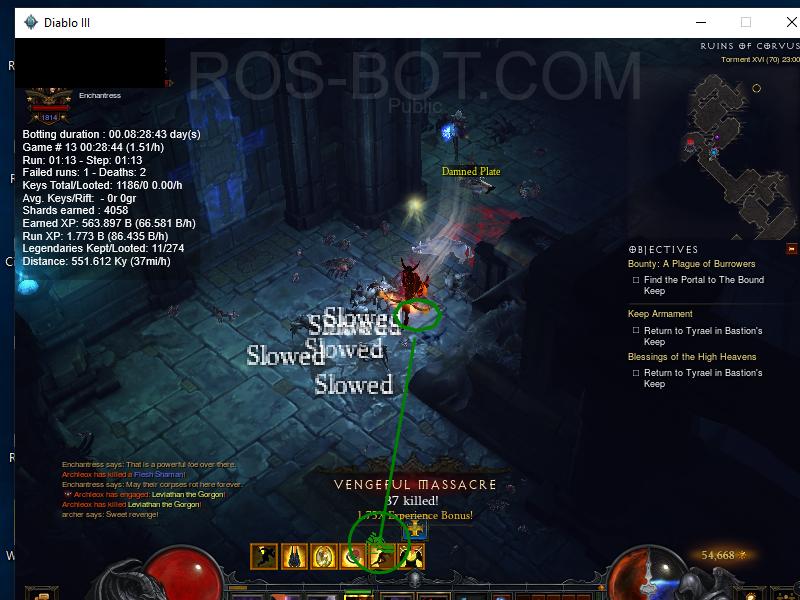 Diablo III
ROS-BOT.COM
Public
RUINS OF CORVUS
Torment XVI (70) 23:00
Enchantress
1814
Botting duration : 00.08:28:43 day(s)
Game # 13 00:28:44 (1.51/h)
Run: 01:13 - Step: 01:13
Failed runs: 1 - Deaths: 2
Keys Total/Looted: 1186/0 0.00/h
Avg. Keys/Rift:  - 0r 0gr
Shards earned : 4058
Earned XP: 563.897 B (66.581 B/h)
Run XP: 1.773 B (86.435 B/h)
Legendaries Kept/Looted: 11/274
Distance: 551.612 Ky (37mi/h)
Damned Plate
OBJECTIVES
Bounty: A Plague of Burrowers
Find the Portal to The Bound
Keep
Keep Armament
Return to Tyrael in Bastion's
Keep
Blessings of the High Heavens
Return to Tyrael in Bastion's
Keep
Slowed
Slowed
Slowed
Slowed
Slowed
Enchantress says: That is a powerful foe over there.
Archleox has killed a Flesh Shaman!
Enchantress says: May their corpses rot here forever.
Archleox has engaged Leviathan the Gorgon!
Archleox has killed Leviathan the Gorgon!
archer says: Sweet revenge!
VENGEFUL MASSACRE
37 killed!
1.75X Experience Bonus!
54,668